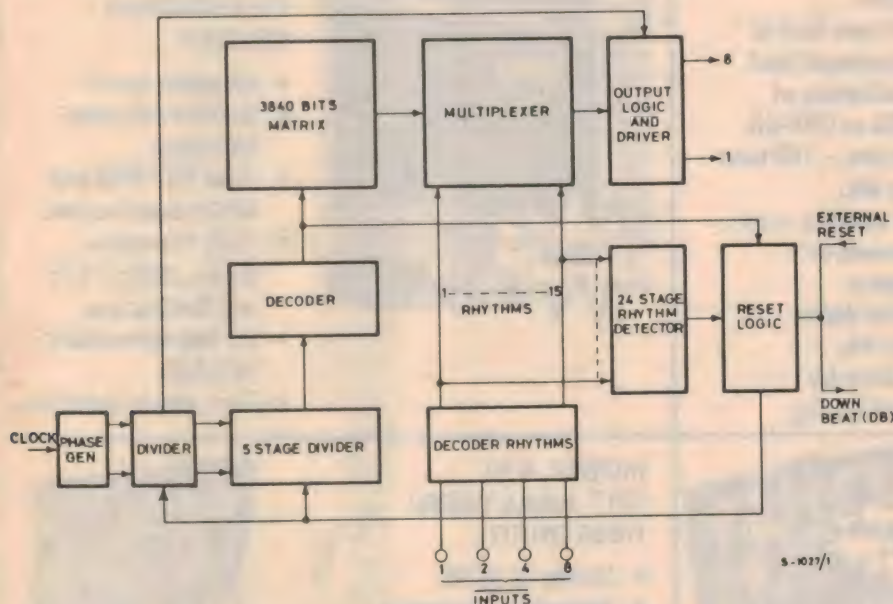 3840 BITS
MATRIX
MULTIPLEXER
OUTPUT
LOGIC
AND
DRIVER
8
1
EXTERNAL
RESET
DECODER
1 - - - - - - 15
RHYTHMS
24 STAGE
RHYTHM
DETECTOR
RESET
LOGIC
DOWN
BEAT (DB)
CLOCK
PHASE
GEN
DIVIDER
5 STAGE DIVIDER
DECODER RHYTHMS
1 2 4 8
INPUTS
S-1027/1